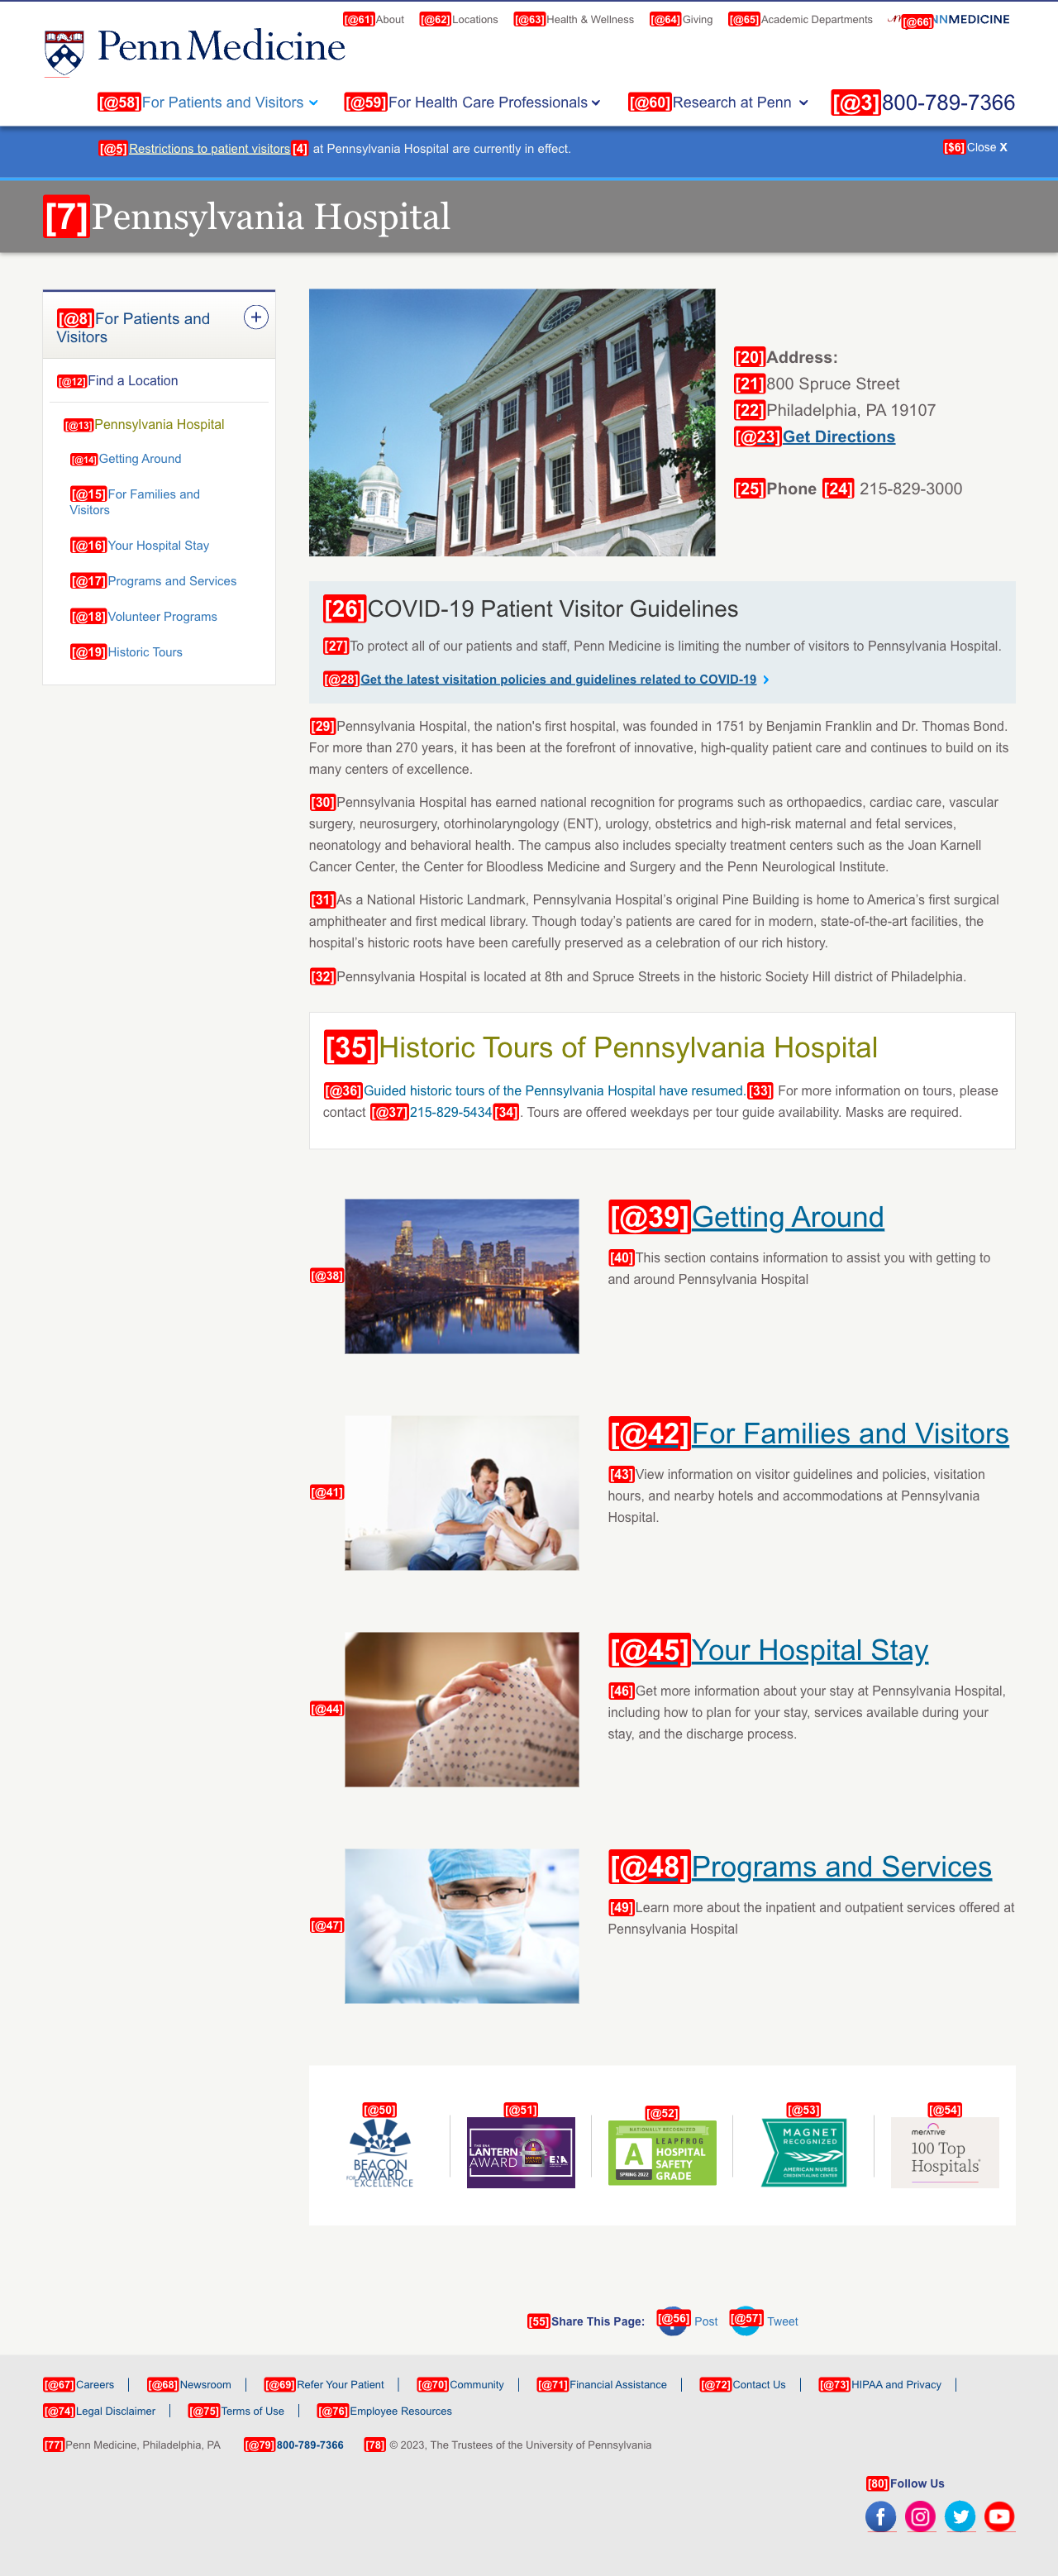 [@61]About [@62]Locations [@63]Health & Wellness [@64]Giving [@65]Academic Departments [@66]NMEDICINE
Penn Medicine
[@58]For Patients and Visitors [@59]For Health Care Professionals [@60]Research at Penn [@3]800-789-7366
[@5]Restrictions to patient visitors[4] at Pennsylvania Hospital are currently in effect. [$6]Close X
[7]Pennsylvania Hospital
[@8]For Patients and
Visitors
[@12]Find a Location
[@13]Pennsylvania Hospital
[@14]Getting Around
[@15]For Families and
Visitors
[@16]Your Hospital Stay
[@17]Programs and Services
[@18]Volunteer Programs
[@19]Historic Tours
[20]Address:
[21]800 Spruce Street
[22]Philadelphia, PA 19107
[@23]Get Directions
[25]Phone [24] 215-829-3000
[26]COVID-19 Patient Visitor Guidelines
[27]To protect all of our patients and staff, Penn Medicine is limiting the number of visitors to Pennsylvania Hospital.
[@28]Get the latest visitation policies and guidelines related to COVID-19
[29]Pennsylvania Hospital, the nation's first hospital, was founded in 1751 by Benjamin Franklin and Dr. Thomas Bond.
For more than 270 years, it has been at the forefront of innovative, high-quality patient care and continues to build on its
many centers of excellence.
[30]Pennsylvania Hospital has earned national recognition for programs such as orthopaedics, cardiac care, vascular
surgery, neurosurgery, otorhinolaryngology (ENT), urology, obstetrics and high-risk maternal and fetal services,
neonatology and behavioral health. The campus also includes specialty treatment centers such as the Joan Karnell
Cancer Center, the Center for Bloodless Medicine and Surgery and the Penn Neurological Institute.
[31]As a National Historic Landmark, Pennsylvania Hospital's original Pine Building is home to America's first surgical
amphitheater and first medical library. Though today's patients are cared for in modern, state-of-the-art facilities, the
hospital's historic roots have been carefully preserved as a celebration of our rich history.
[32]Pennsylvania Hospital is located at 8th and Spruce Streets in the historic Society Hill district of Philadelphia.
[35]Historic Tours of Pennsylvania Hospital
[@36]Guided historic tours of the Pennsylvania Hospital have resumed.[33] For more information on tours, please
contact [@37]215-829-5434[34]. Tours are offered weekdays per tour guide availability. Masks are required.
[@38]
[@39]Getting Around
[40]This section contains information to assist you with getting to
and around Pennsylvania Hospital
[@41]
[@42]For Families and Visitors
[43]View information on visitor guidelines and policies, visitation
hours, and nearby hotels and accommodations at Pennsylvania
Hospital.
[@44]
[@45]Your Hospital Stay
[46]Get more information about your stay at Pennsylvania Hospital,
including how to plan for your stay, services available during your
stay, and the discharge process.
[@47]
[@48]Programs and Services
[49]Learn more about the inpatient and outpatient services offered at
Pennsylvania Hospital
[@50] [@51] [@52] [@53] [@54]
BEACON
AWARD
FOR EXCELLENCE
LANTERN
AWARD
ENA
NATIONALLY RECOGNIZED
A
SPRING 2022
LEAPFROG
HOSPITAL
SAFETY
GRADE
MAGNET
RECOGNIZED
AMERICAN NURSES
CREDENTIALING CENTER
merative
100 Top
Hospitals
[55]Share This Page: [@56] Post [@57] Tweet
[@67]Careers [@68]Newsroom [@69]Refer Your Patient [@70]Community [@71]Financial Assistance [@72]Contact Us [@73]HIPAA and Privacy
[@74]Legal Disclaimer [@75]Terms of Use [@76]Employee Resources
[77]Penn Medicine, Philadelphia, PA [@79]800-789-7366 [78] © 2023, The Trustees of the University of Pennsylvania
[80]Follow Us